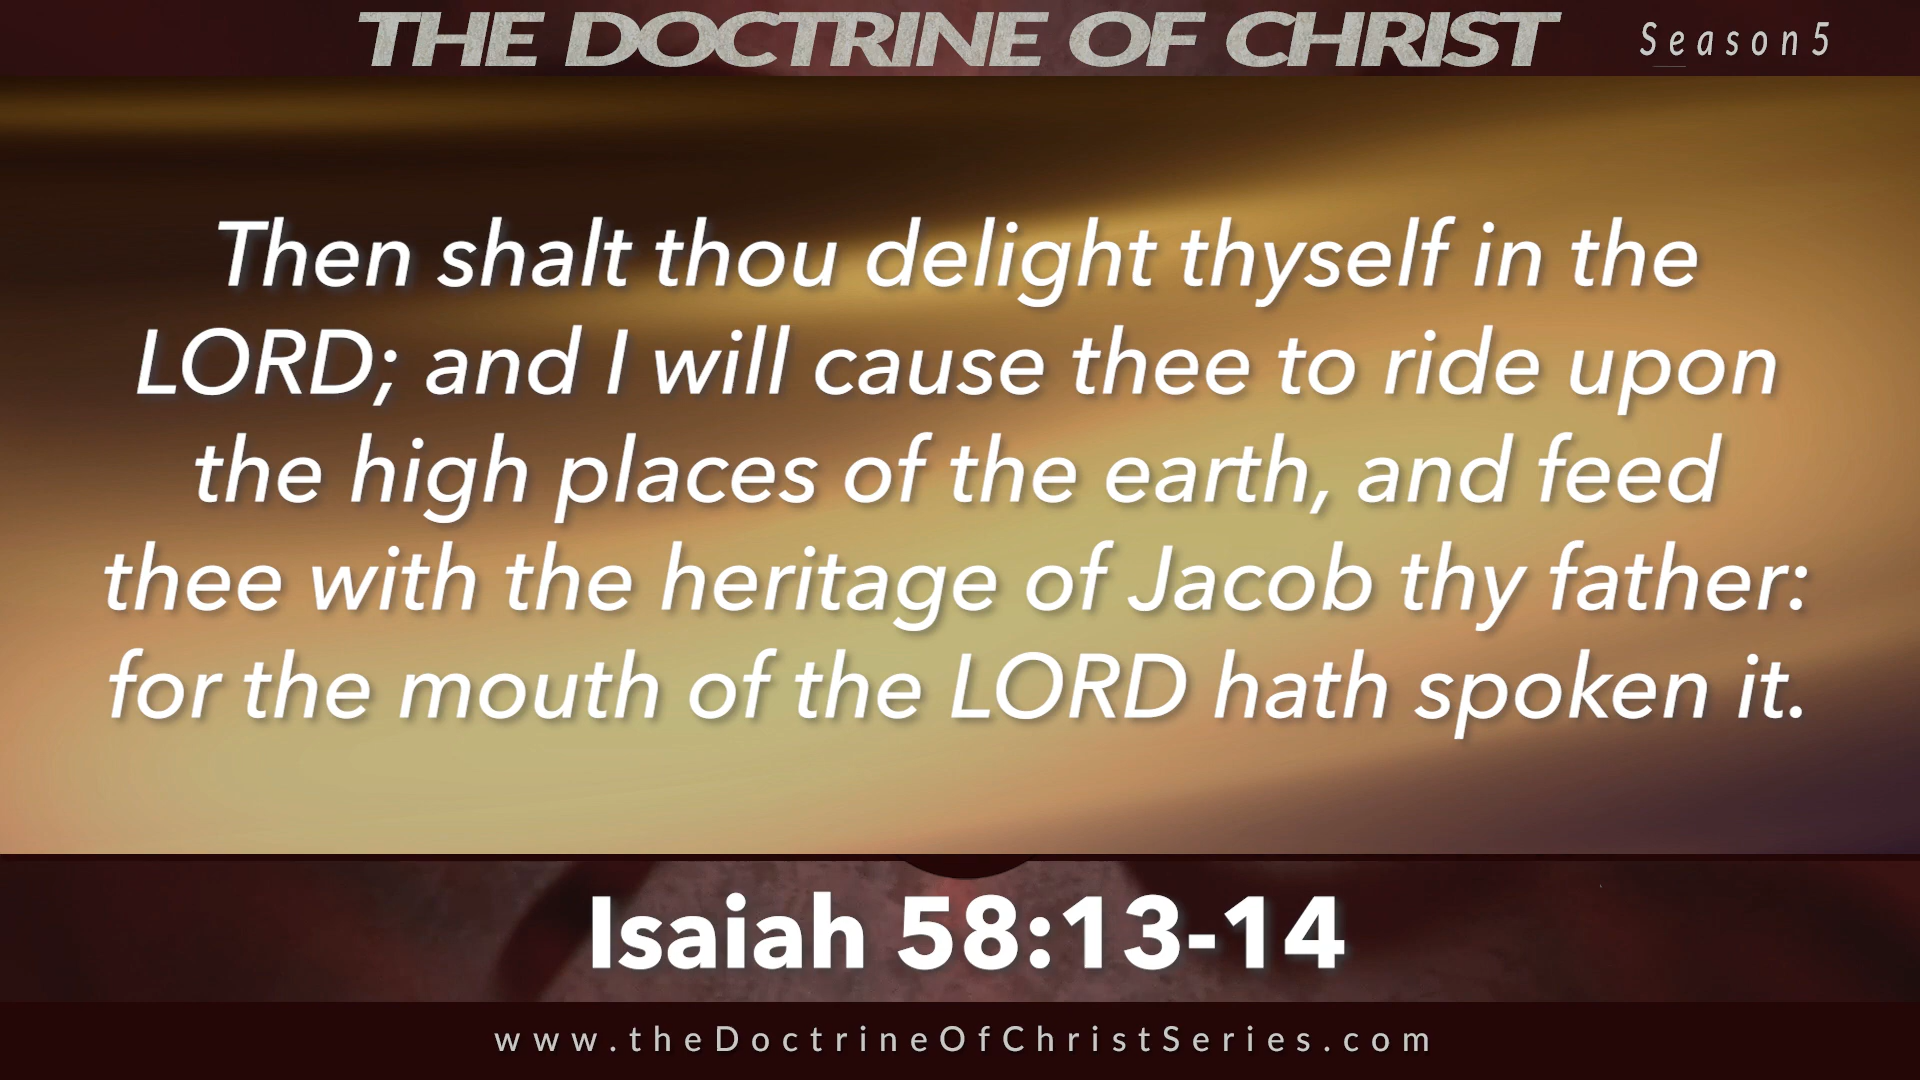 THE DOCTRINE OF CHRIST
Season 5
Then shalt thou delight thyself in the
LORD; and I will cause thee to ride upon
the high places of the earth, and feed
thee with the heritage of Jacob thy father:
for the mouth of the LORD hath spoken it.
Isaiah 58:13-14
www.theDoctrineOfChristSeries.com